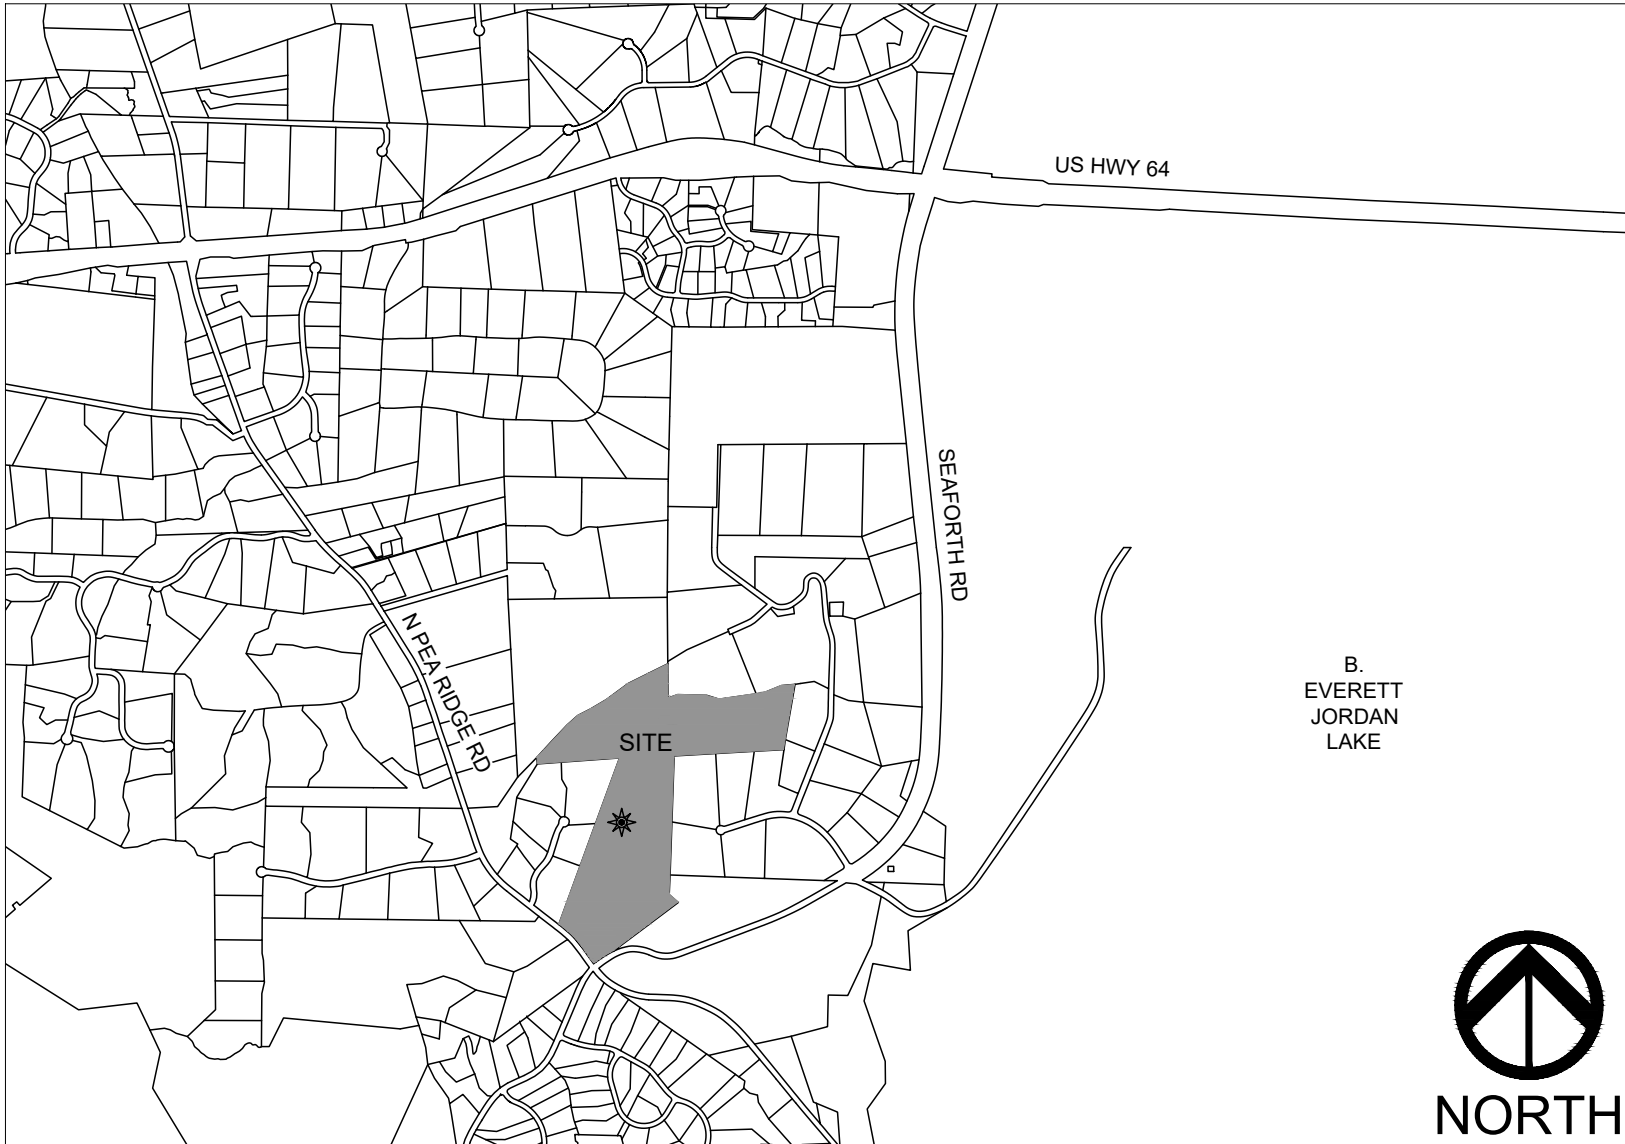 US HWY 64
SEAFORTH RD
N PEA RIDGE RD
B.
EVERETT
JORDAN
LAKE
SITE
NORTH